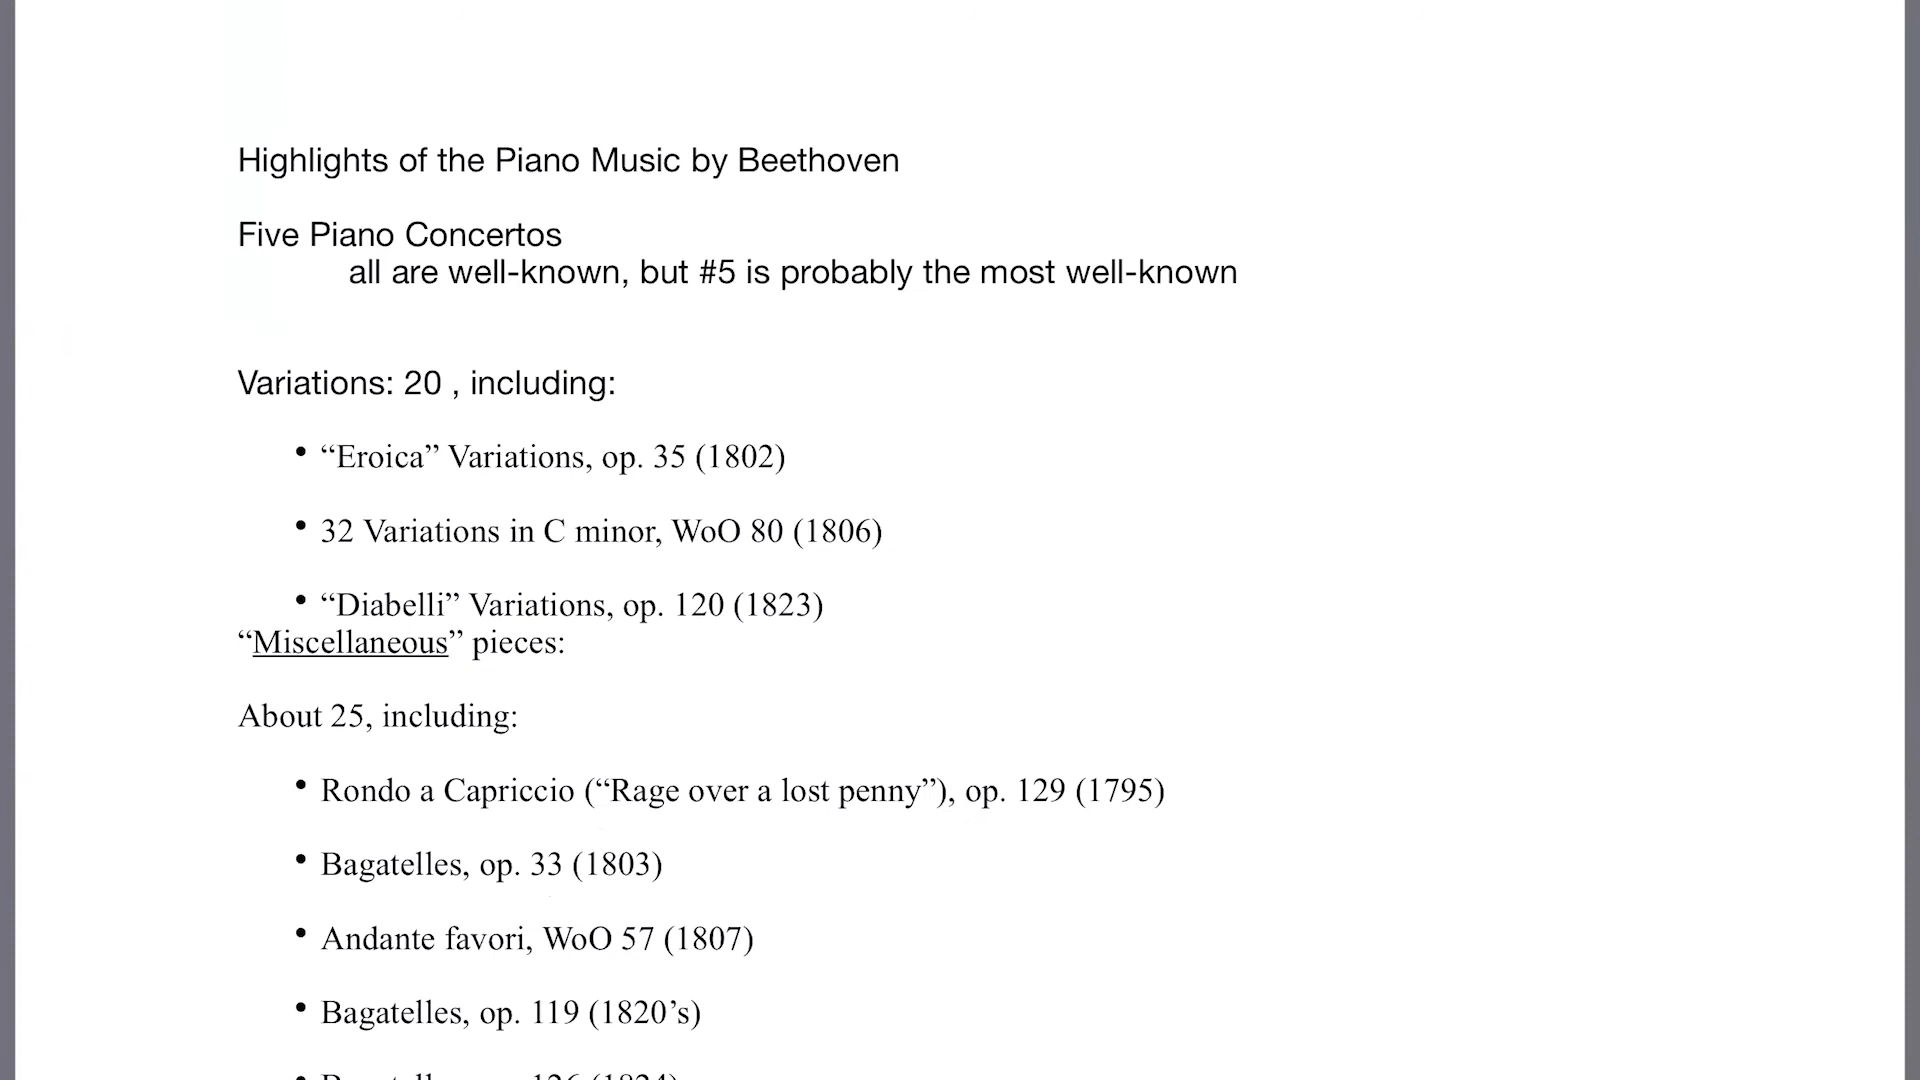 Highlights of the Piano Music by Beethoven
Five Piano Concertos
all are well-known, but #5 is probably the most well-known
Variations: 20 , including:
• “Eroica” Variations, op. 35 (1802)
• 32 Variations in C minor, WoO 80 (1806)
• “Diabelli” Variations, op. 120 (1823)
“Miscellaneous” pieces:
About 25, including:
• Rondo a Capriccio (“Rage over a lost penny”), op. 129 (1795)
• Bagatelles, op. 33 (1803)
• Andante favori, WoO 57 (1807)
• Bagatelles, op. 119 (1820’s)